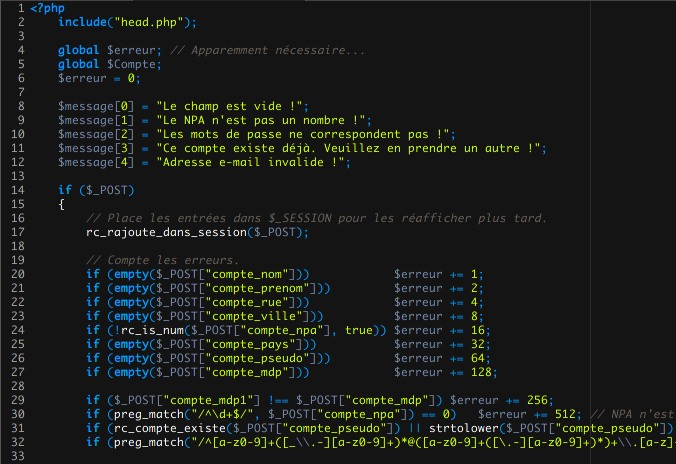 1 <?php
2 include("head.php");
3
4 global $erreur; // Apparemment nécessaire...
5 global $Compte;
6 $erreur = 0;
7
8 $message[0] = "Le champ est vide !";
9 $message[1] = "Le NPA n'est pas un nombre !";
10 $message[2] = "Les mots de passe ne correspondent pas !";
11 $message[3] = "Ce compte existe déjà. Veuillez en prendre un autre !";
12 $message[4] = "Adresse e-mail invalide !";
13
14 if ($_POST)
15 {
16 // Place les entrées dans $_SESSION pour les réafficher plus tard.
17 rc_rajoute_dans_session($_POST);
18
19 // Compte les erreurs.
20 if (empty($_POST["compte_nom"])) $erreur += 1;
21 if (empty($_POST["compte_prenom"])) $erreur += 2;
22 if (empty($_POST["compte_rue"])) $erreur += 4;
23 if (empty($_POST["compte_ville"])) $erreur += 8;
24 if (!rc_is_num($_POST["compte_npa"], true)) $erreur += 16;
25 if (empty($_POST["compte_pays"])) $erreur += 32;
26 if (empty($_POST["compte_pseudo"])) $erreur += 64;
27 if (empty($_POST["compte_mdp"])) $erreur += 128;
28
29 if ($_POST["compte_mdp1"] !== $_POST["compte_mdp"]) $erreur += 256;
30 if (preg_match("/^\d+$/", $_POST["compte_npa"]) == 0) $erreur += 512; // NPA n'est
31 if (rc_compte_existe($_POST["compte_pseudo"]) || strtolower($_POST["compte_pseudo"])
32 if (preg_match("/^[a-z0-9]+([_\\.-][a-z0-9]+)*@([a-z0-9]+([\.-][a-z0-9]+)*)+\\.[a-z]
33